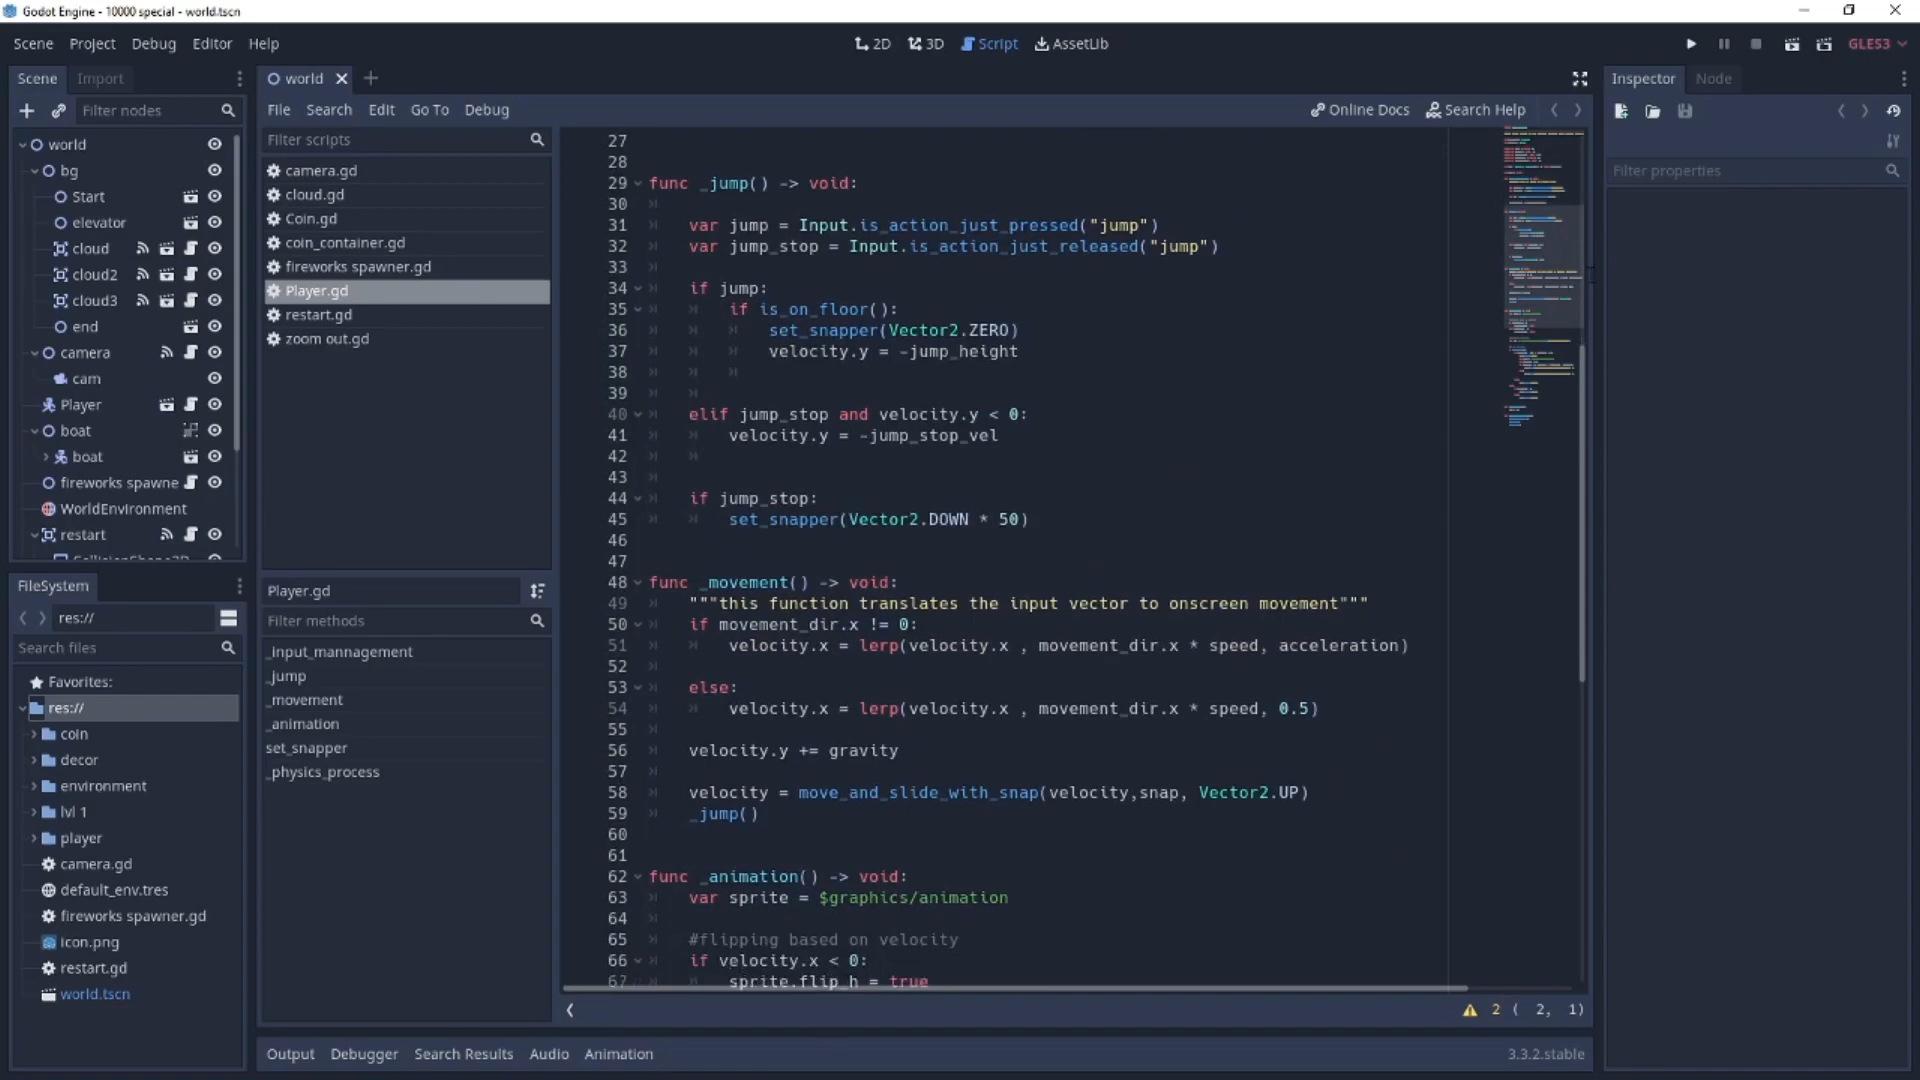 Godot Engine - 10000 special - world.tscn
Scene Project Debug Editor Help
2D 3D Script AssetLib
GLES3
Scene Import
world
Inspector Node
Filter nodes
File Search Edit Go To Debug
Online Docs Search Help
Filter scripts
Filter properties
world
bg
Start
elevator
cloud
cloud2
cloud3
end
camera
cam
Player
boat
boat
fireworks spawne
WorldEnvironment
restart
camera.gd
cloud.gd
Coin.gd
coin_container.gd
fireworks spawner.gd
Player.gd
restart.gd
zoom out.gd
27
28
29 func _jump() -> void:
30
31 var jump = Input.is_action_just_pressed("jump")
32 var jump_stop = Input.is_action_just_released("jump")
33
34 if jump:
35 if is_on_floor():
36 set_snapper(Vector2.ZERO)
37 velocity.y = -jump_height
38
39
40 elif jump_stop and velocity.y < 0:
41 velocity.y = -jump_stop_vel
42
43
44 if jump_stop:
45 set_snapper(Vector2.DOWN * 50)
46
47
48 func _movement() -> void:
49 """this function translates the input vector to onscreen movement"""
50 if movement_dir.x != 0:
51 velocity.x = lerp(velocity.x , movement_dir.x * speed, acceleration)
52
53 else:
54 velocity.x = lerp(velocity.x , movement_dir.x * speed, 0.5)
55
56 velocity.y += gravity
57
58 velocity = move_and_slide_with_snap(velocity,snap, Vector2.UP)
59 _jump()
60
61
62 func _animation() -> void:
63 var sprite = $graphics/animation
64
65 #flipping based on velocity
66 if velocity.x < 0:
67 sprite.flip_h = true
FileSystem
res://
Search files
Favorites:
res://
coin
decor
environment
lvl 1
player
camera.gd
default_env.tres
fireworks spawner.gd
icon.png
restart.gd
world.tscn
Player.gd
Filter methods
_input_mannagement
_jump
_movement
_animation
set_snapper
_physics_process
2 ( 2, 1)
Output Debugger Search Results Audio Animation
3.3.2.stable